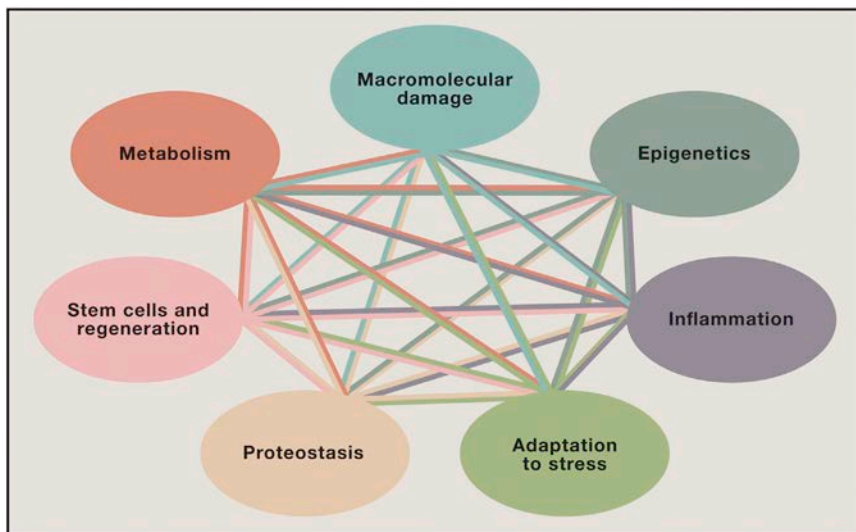 Macromolecular
damage
Metabolism
Epigenetics
Stem cells and
regeneration
Inflammation
Proteostasis
Adaptation
to stress